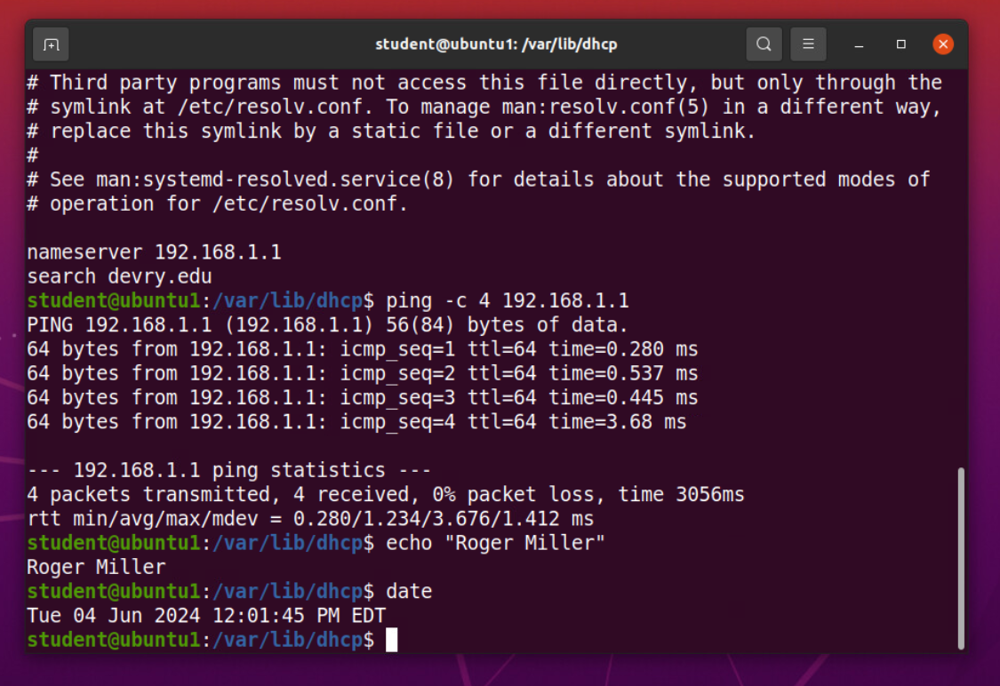 student@ubuntu1: /var/lib/dhcp
# Third party programs must not access this file directly, but only through the
# symlink at /etc/resolv.conf. To manage man:resolv.conf(5) in a different way,
# replace this symlink by a static file or a different symlink.
#
# See man:systemd-resolved.service(8) for details about the supported modes of
# operation for /etc/resolv.conf.

nameserver 192.168.1.1
search devry.edu
student@ubuntu1:/var/lib/dhcp$ ping -c 4 192.168.1.1
PING 192.168.1.1 (192.168.1.1) 56(84) bytes of data.
64 bytes from 192.168.1.1: icmp_seq=1 ttl=64 time=0.280 ms
64 bytes from 192.168.1.1: icmp_seq=2 ttl=64 time=0.537 ms
64 bytes from 192.168.1.1: icmp_seq=3 ttl=64 time=0.445 ms
64 bytes from 192.168.1.1: icmp_seq=4 ttl=64 time=3.68 ms

--- 192.168.1.1 ping statistics ---
4 packets transmitted, 4 received, 0% packet loss, time 3056ms
rtt min/avg/max/mdev = 0.280/1.234/3.676/1.412 ms
student@ubuntu1:/var/lib/dhcp$ echo "Roger Miller"
Roger Miller
student@ubuntu1:/var/lib/dhcp$ date
Tue 04 Jun 2024 12:01:45 PM EDT
student@ubuntu1:/var/lib/dhcp$